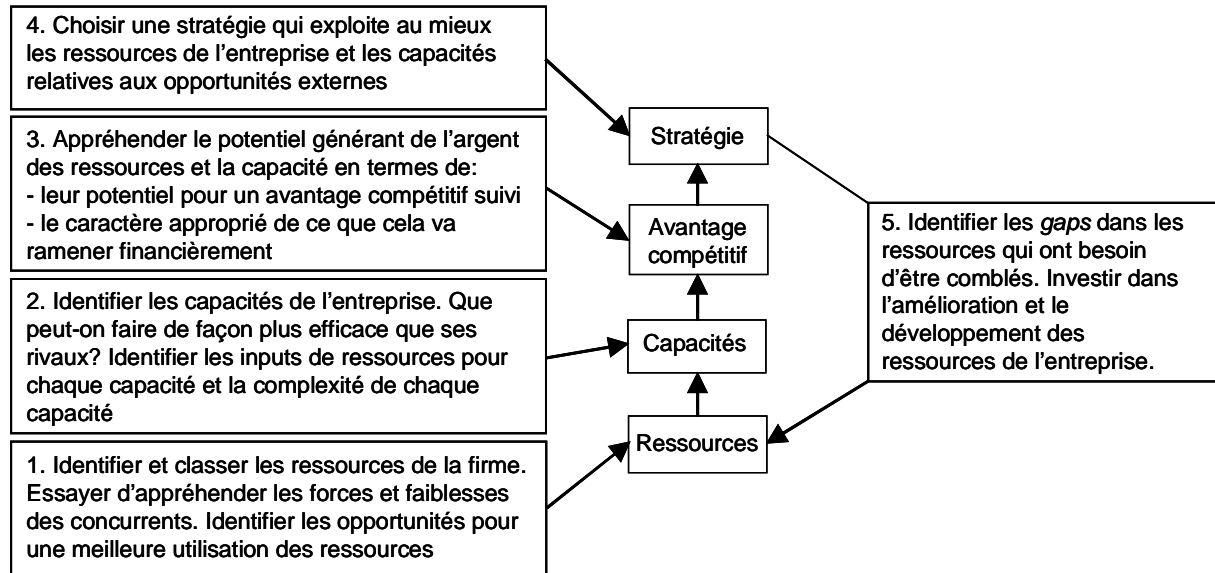 4. Choisir une stratégie qui exploite au mieux
les ressources de l’entreprise et les capacités
relatives aux opportunités externes
3. Appréhender le potentiel générant de l’argent
des ressources et la capacité en termes de:
- leur potentiel pour un avantage compétitif suivi
- le caractère approprié de ce que cela va
ramener financièrement
2. Identifier les capacités de l’entreprise. Que
peut-on faire de façon plus efficace que ses
rivaux? Identifier les inputs de ressources pour
chaque capacité et la complexité de chaque
capacité
1. Identifier et classer les ressources de la firme.
Essayer d’appréhender les forces et faiblesses
des concurrents. Identifier les opportunités pour
une meilleure utilisation des ressources
Stratégie
Avantage
compétitif
Capacités
Ressources
5. Identifier les gaps dans les
ressources qui ont besoin
d’être comblés. Investir dans
l’amélioration et le
développement des
ressources de l’entreprise.